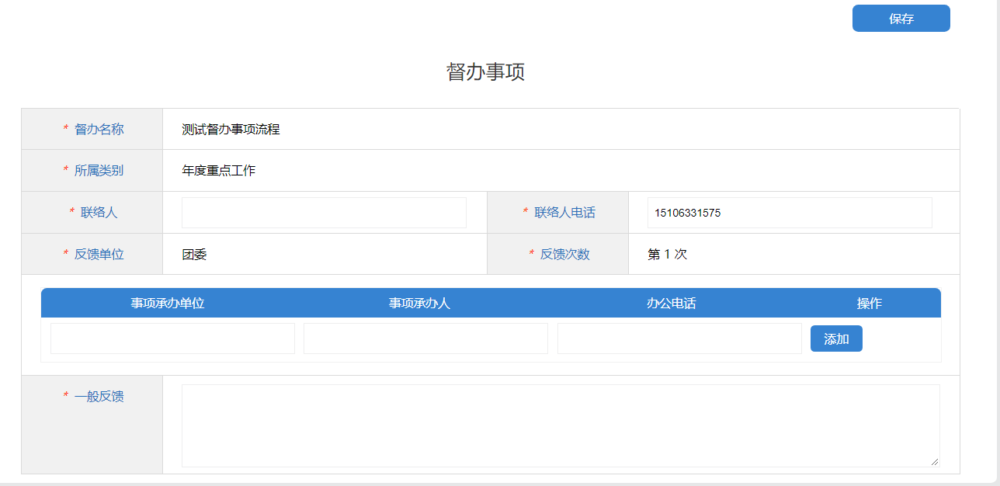 保存
督办事项
* 督办名称 测试督办事项流程
* 所属类别 年度重点工作
* 联络人 * 联络人电话 15106331575
* 反馈单位 团委 * 反馈次数 第 1 次
事项承办单位 事项承办人 办公电话 操作
添加
* 一般反馈